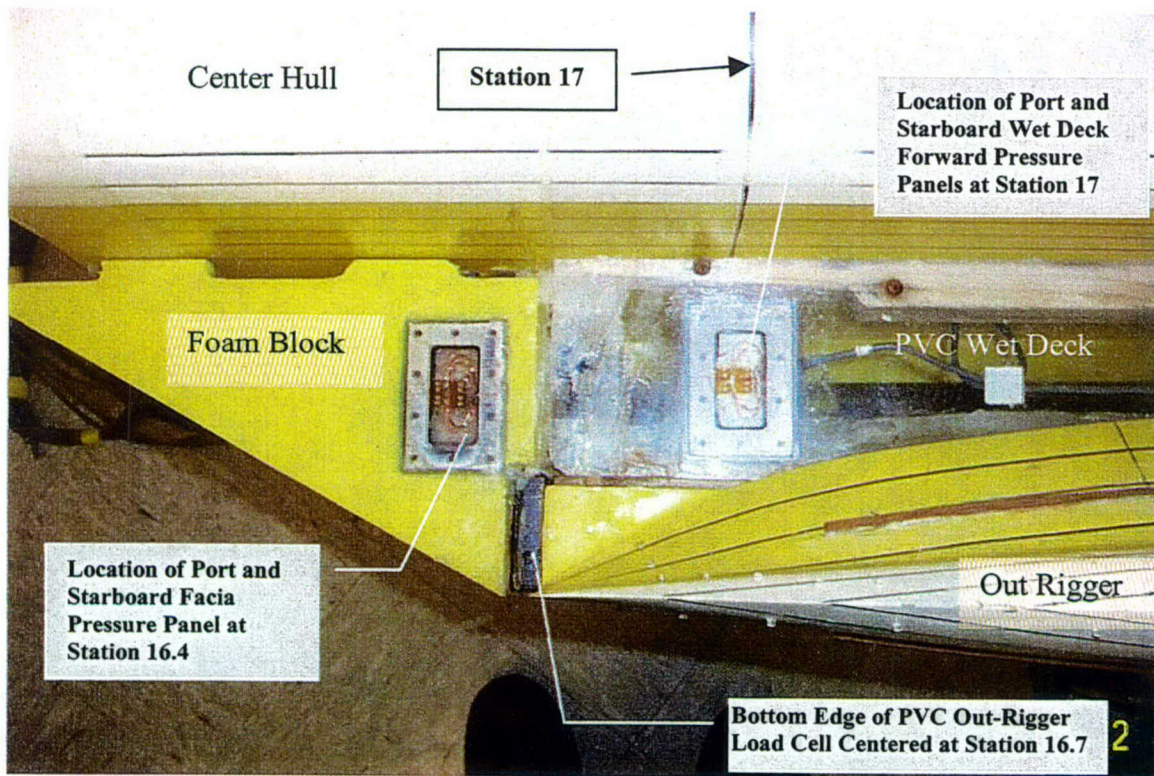 Center Hull
Station 17
Location of Port and
Starboard Wet Deck
Forward Pressure
Panels at Station 17
Foam Block
PVC Wet Deck
Location of Port and
Starboard Facia
Pressure Panel at
Station 16.4
Out Rigger
Bottom Edge of PVC Out-Rigger
Load Cell Centered at Station 16.7
2